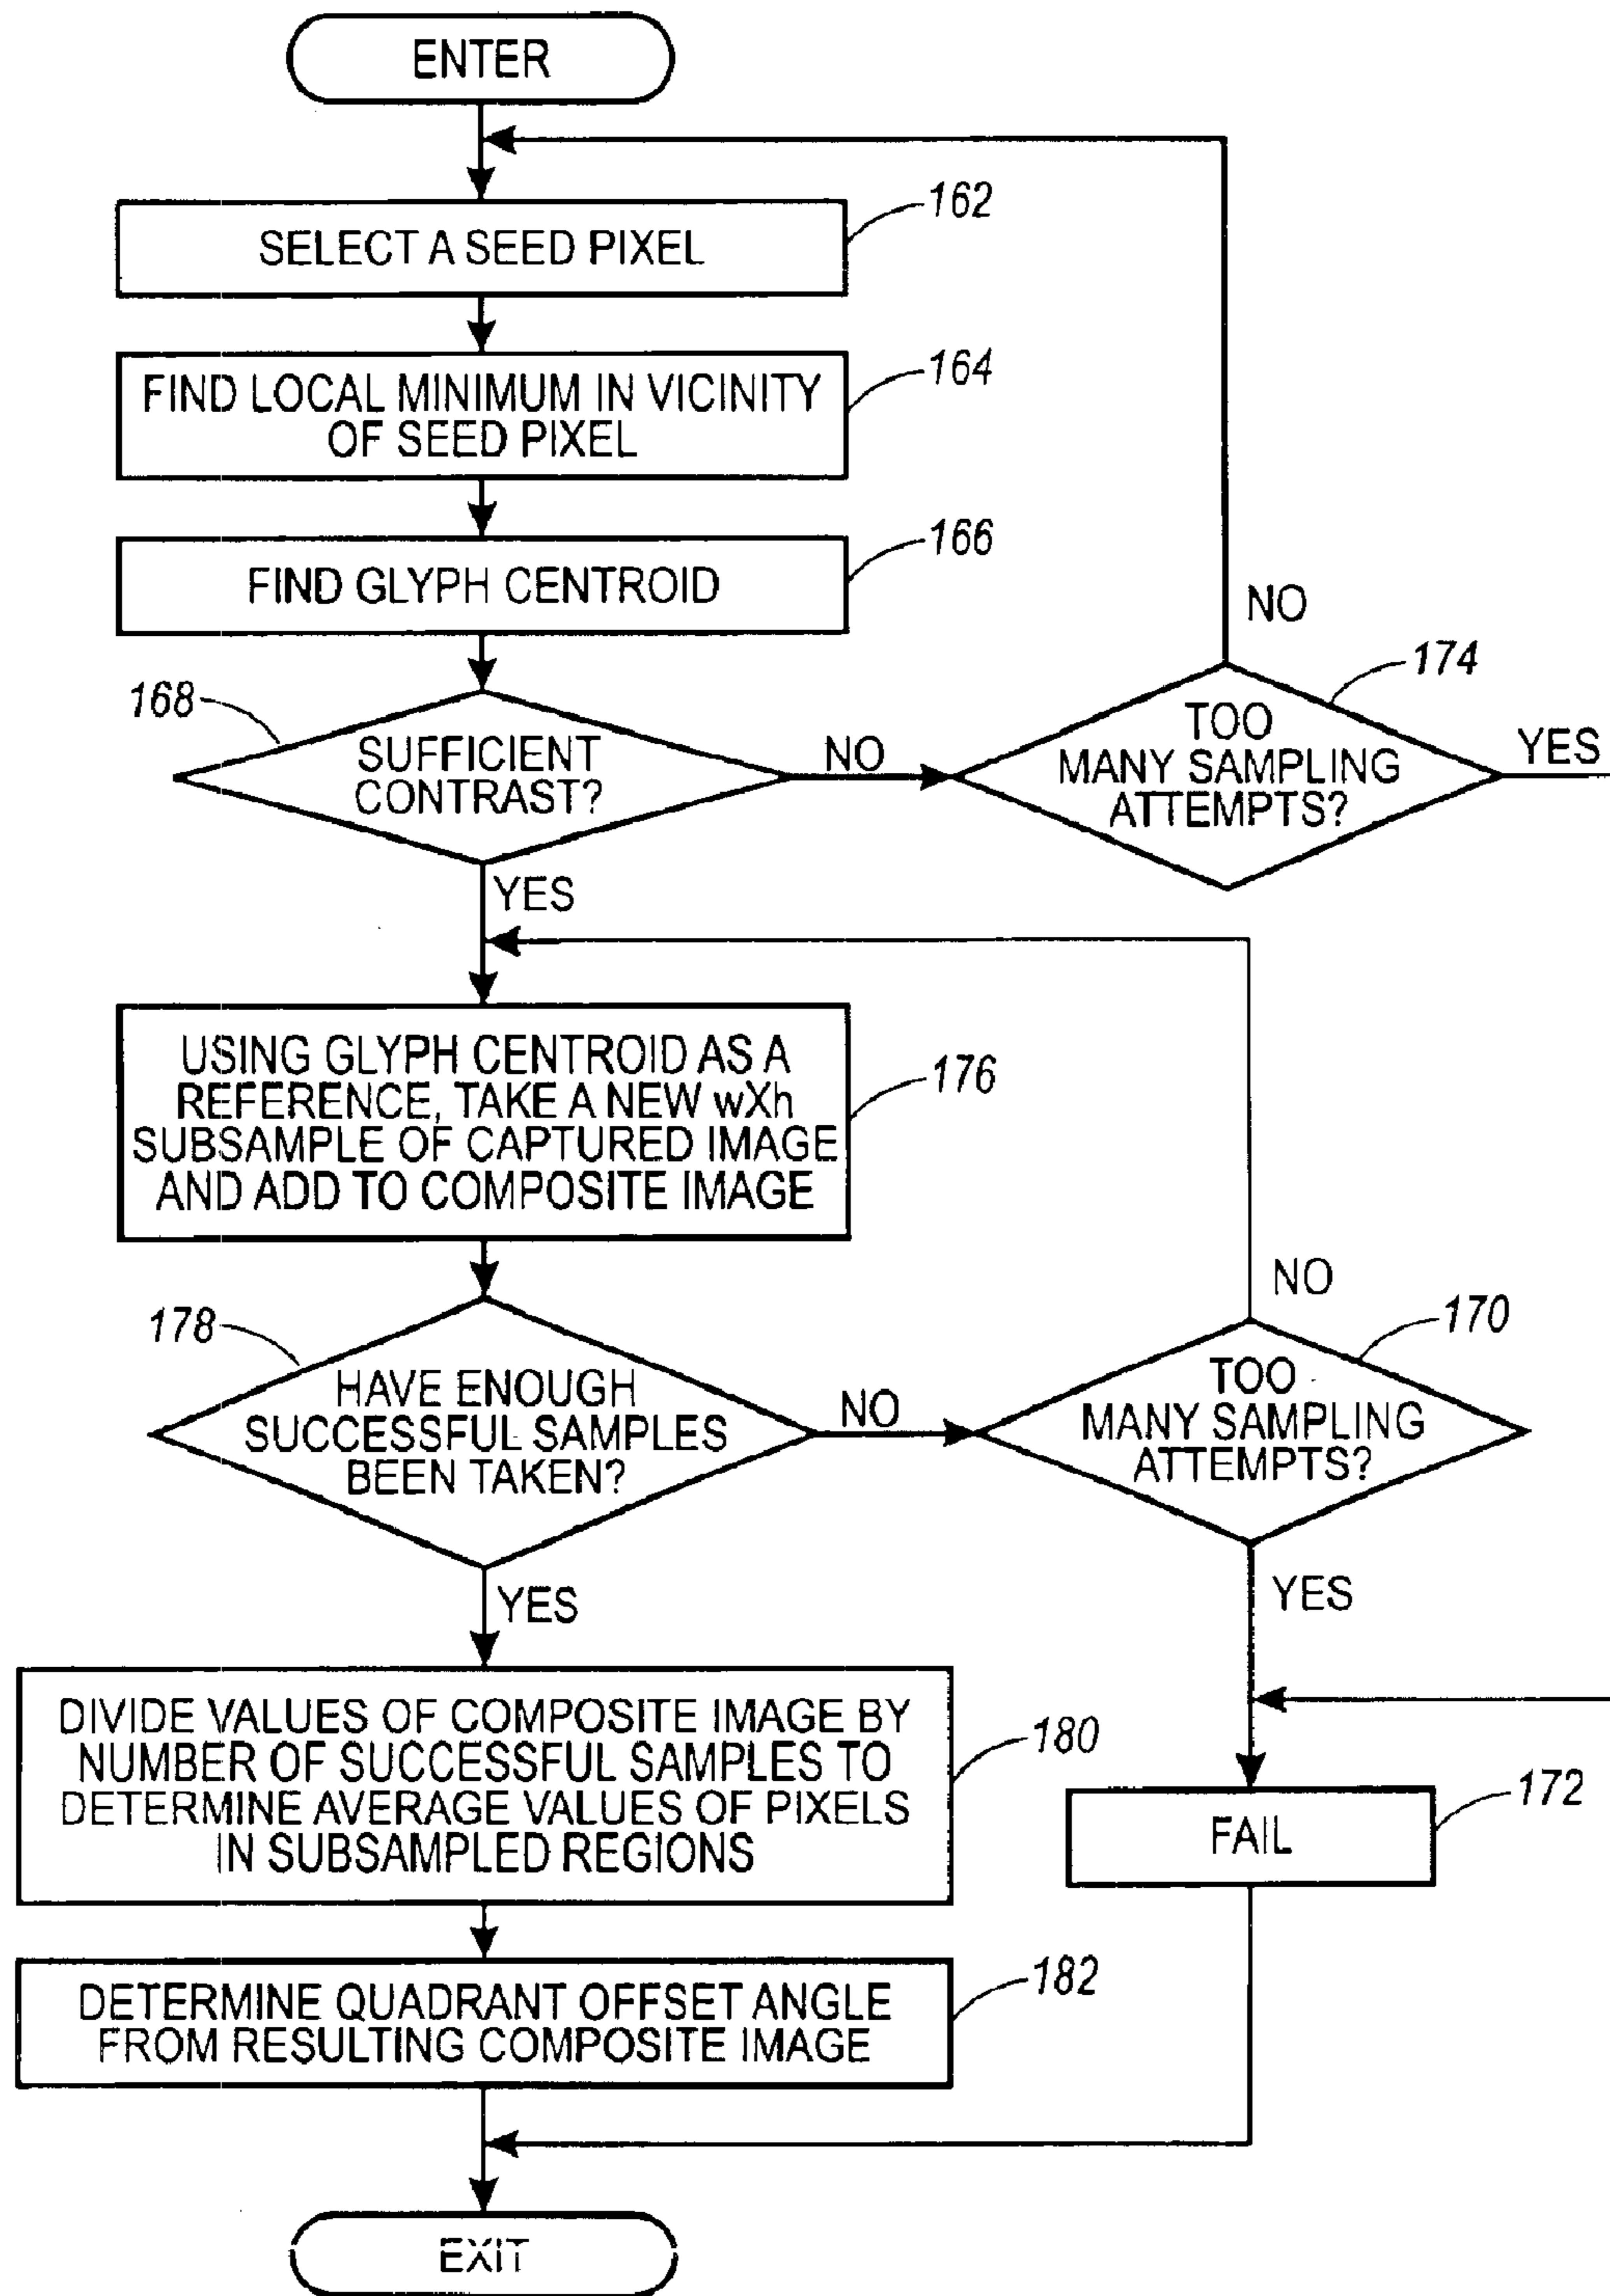 ENTER
162
SELECT A SEED PIXEL
164
FIND LOCAL MINIMUM IN VICINITY
OF SEED PIXEL
166
FIND GLYPH CENTROID
NO
174
168
SUFFICIENT
CONTRAST?
NO
TOO
MANY SAMPLING
ATTEMPTS?
YES
YES
USING GLYPH CENTROID AS A
REFERENCE, TAKE A NEW wXh
SUBSAMPLE OF CAPTURED IMAGE
AND ADD TO COMPOSITE IMAGE
176
NO
178
170
HAVE ENOUGH
SUCCESSFUL SAMPLES
BEEN TAKEN?
NO
TOO
MANY SAMPLING
ATTEMPTS?
YES
YES
DIVIDE VALUES OF COMPOSITE IMAGE BY
NUMBER OF SUCCESSFUL SAMPLES TO
DETERMINE AVERAGE VALUES OF PIXELS
IN SUBSAMPLED REGIONS
180
172
FAIL
182
DETERMINE QUADRANT OFFSET ANGLE
FROM RESULTING COMPOSITE IMAGE
EXIT